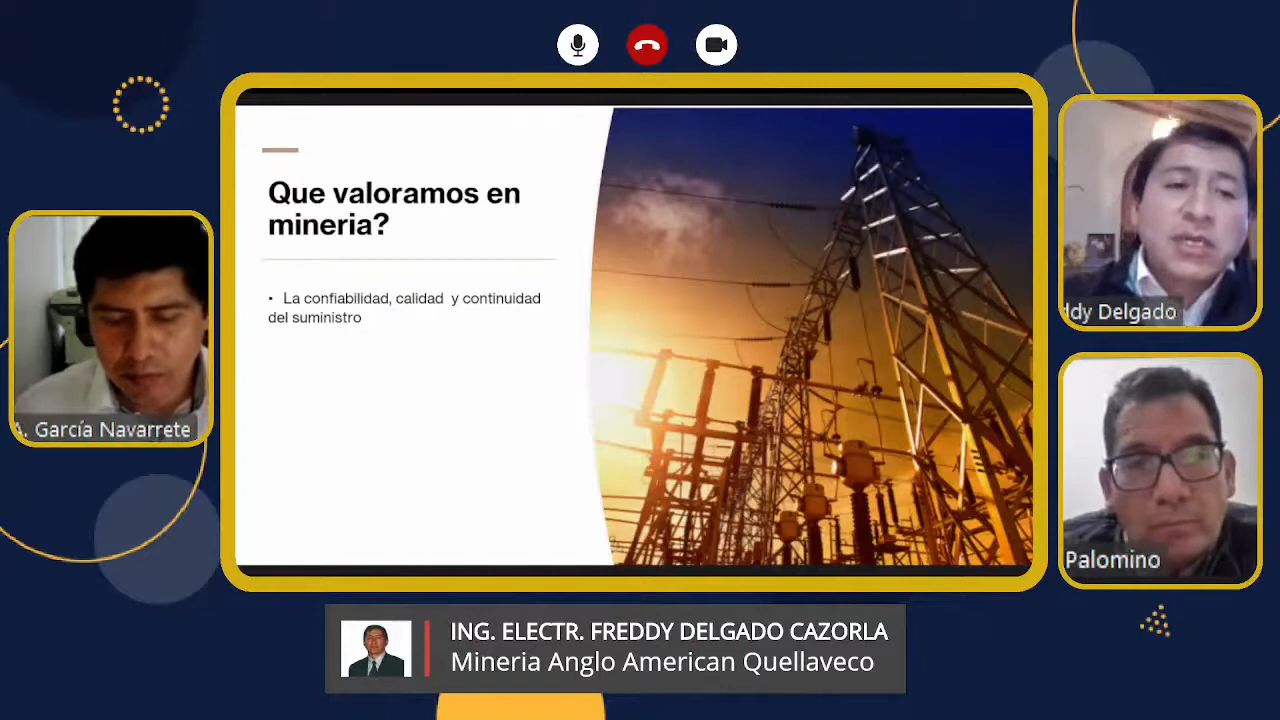 Que valoramos en
mineria?
• La confiabilidad, calidad y continuidad
del suministro
A. García Navarrete
ddy Delgado
Palomino
ING. ELECTR. FREDDY DELGADO CAZORLA
Mineria Anglo American Quellaveco